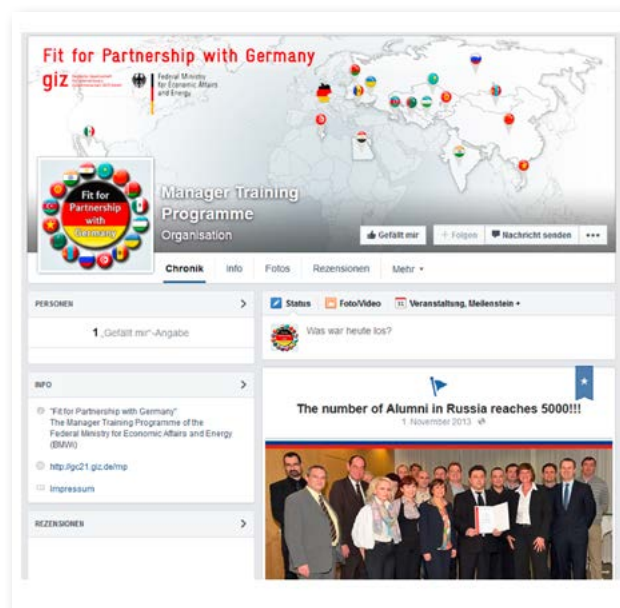 Fit for Partnership with Germany
giz
Federal Ministry
for Economic Affairs
and Energy
Fit for
Partnership
with
Germany
Manager Training
Programme
Organisation
Gefällt mir
+ Folgen
Nachricht senden
Chronik Info Fotos Rezensionen Mehr
PERSONEN
1 „Gefällt mir“-Angabe
INFO
"Fit for Partnership with Germany"
The Manager Training Programme of the
Federal Ministry for Economic Affairs and Energy
(BMWi)
http://gc21.giz.de/mp
Impressum
REZENSIONEN
Status Foto/Video Veranstaltung, Meilenstein +
Was war heute los?
The number of Alumni in Russia reaches 5000!!!
1. November 2013